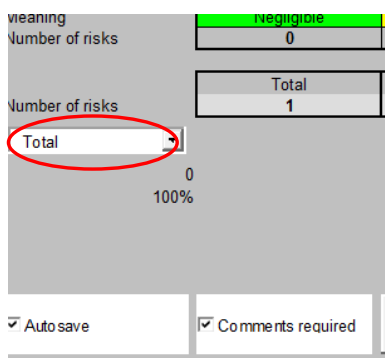 Meaning Negligible
Number of risks 0
Total
Number of risks 1
Total
0
100%
Autosave Comments required